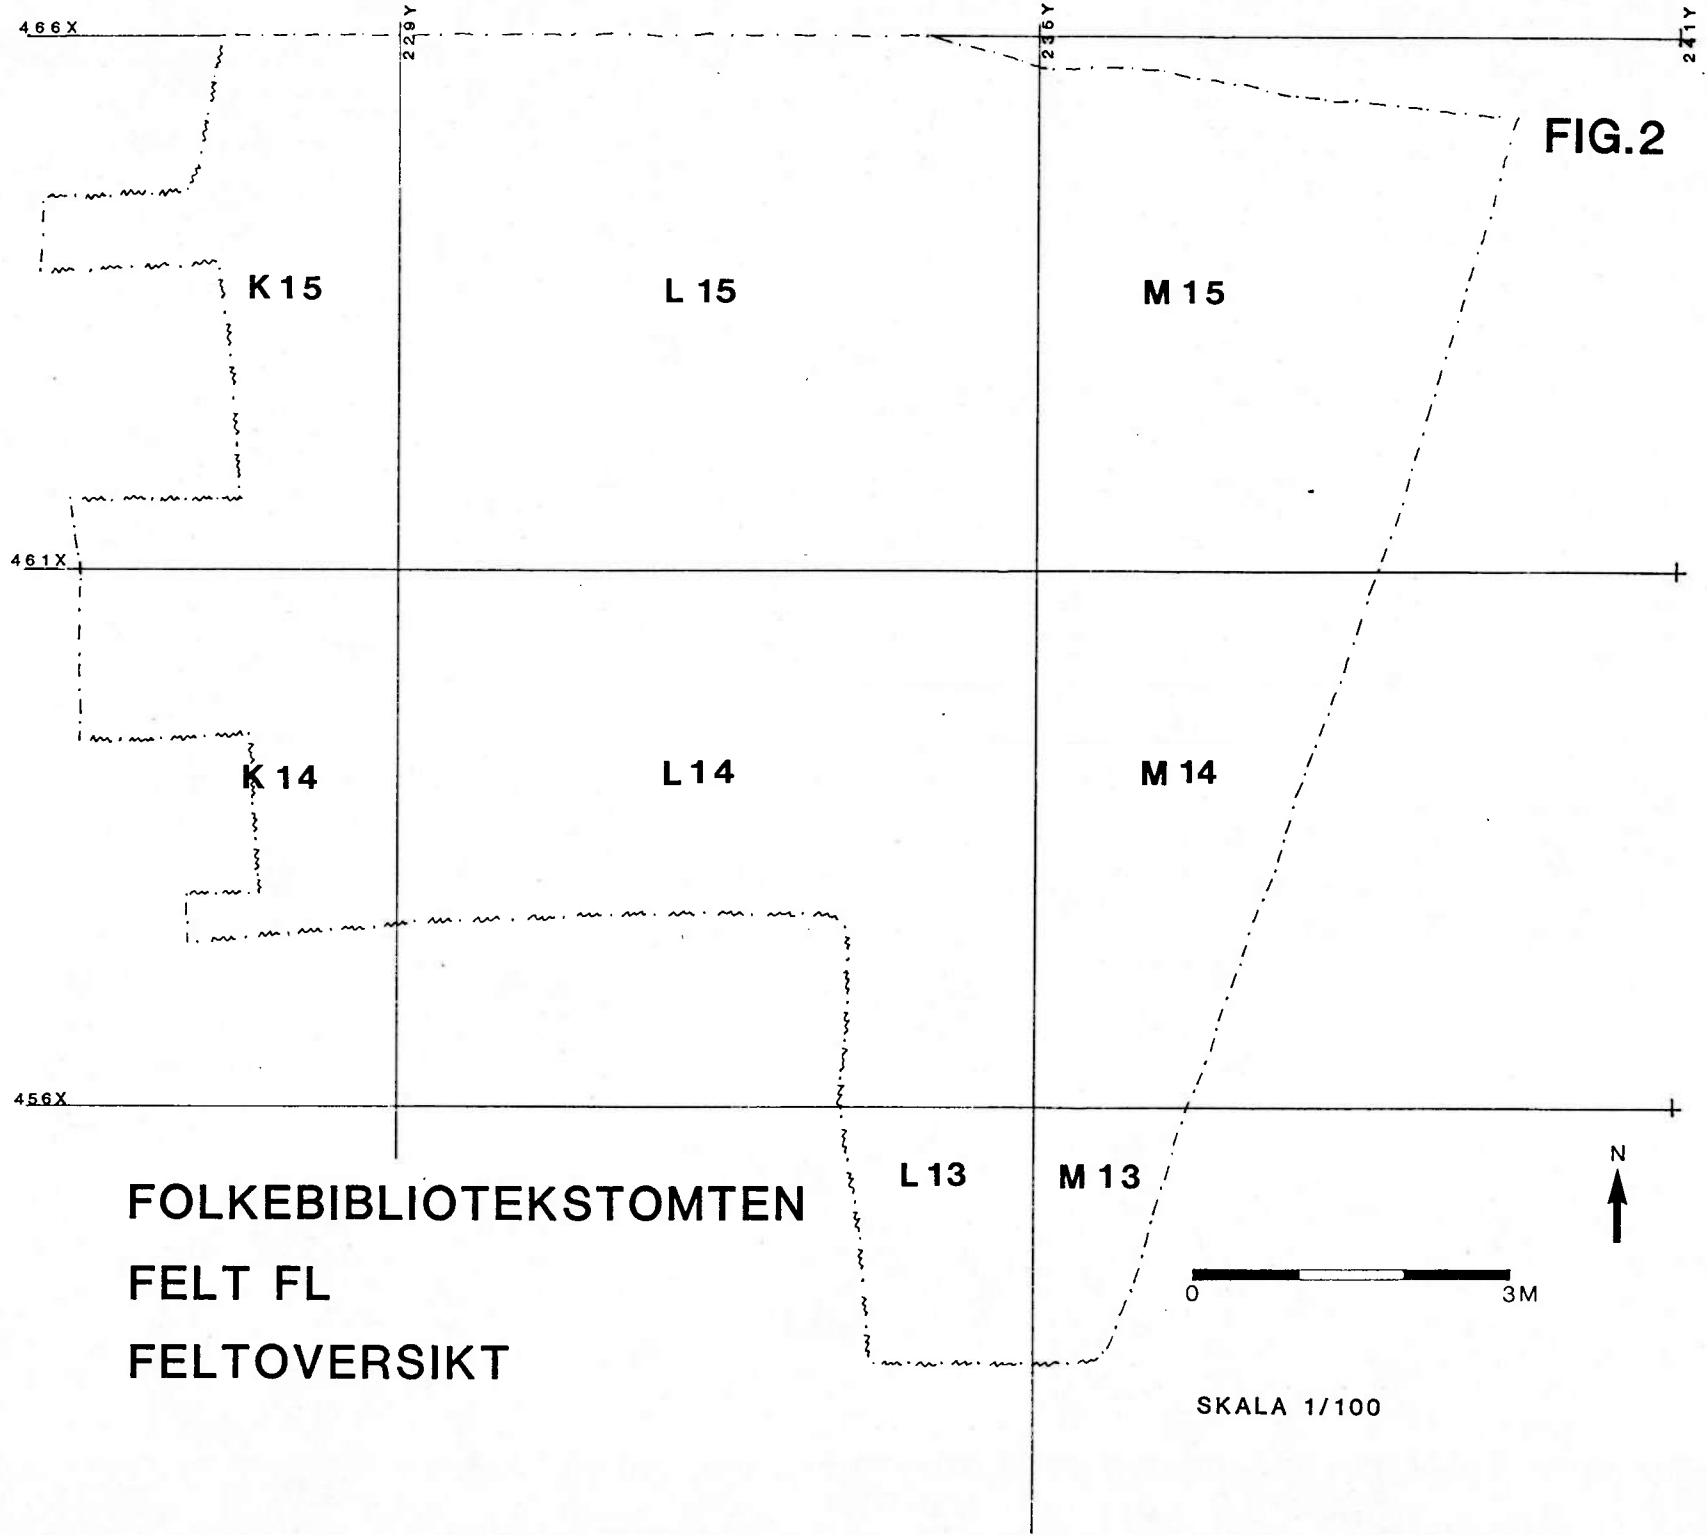 466X
229Y
235Y
241Y
FIG.2
K 15
L 15
M 15
461X
K 14
L 14
M 14
456X
L 13
M 13
N
0
3M
SKALA 1/100
FOLKEBIBLIOTEKSTOMTEN
FELT FL
FELTOVERSIKT